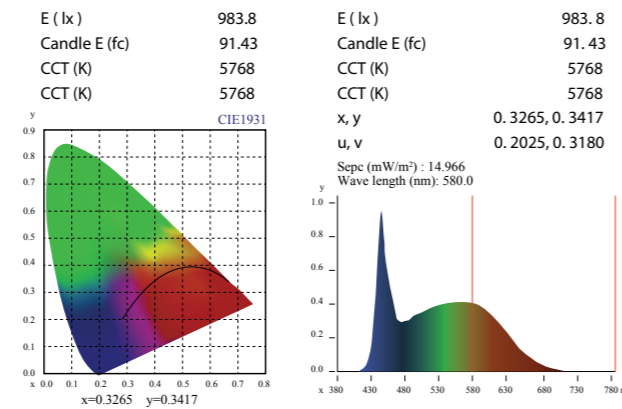 E ( lx ) 983.8
Candle E (fc) 91.43
CCT (K) 5768
CCT (K) 5768
CIE1931
y
0.9
0.8
0.7
0.6
0.5
0.4
0.3
0.2
0.1
0.0
x 0.0 0.1 0.2 0.3 0.4 0.5 0.6 0.7 0.8
x=0.3265 y=0.3417
E ( lx ) 983. 8
Candle E (fc) 91. 43
CCT (K) 5768
CCT (K) 5768
x, y 0. 3265, 0. 3417
u, v 0. 2025, 0. 3180
Sepc (mW/m²) : 14.966
Wave length (nm): 580.0
y
1.0
0.8
0.6
0.4
0.2
0.0
x 380 430 480 530 580 630 680 730 780